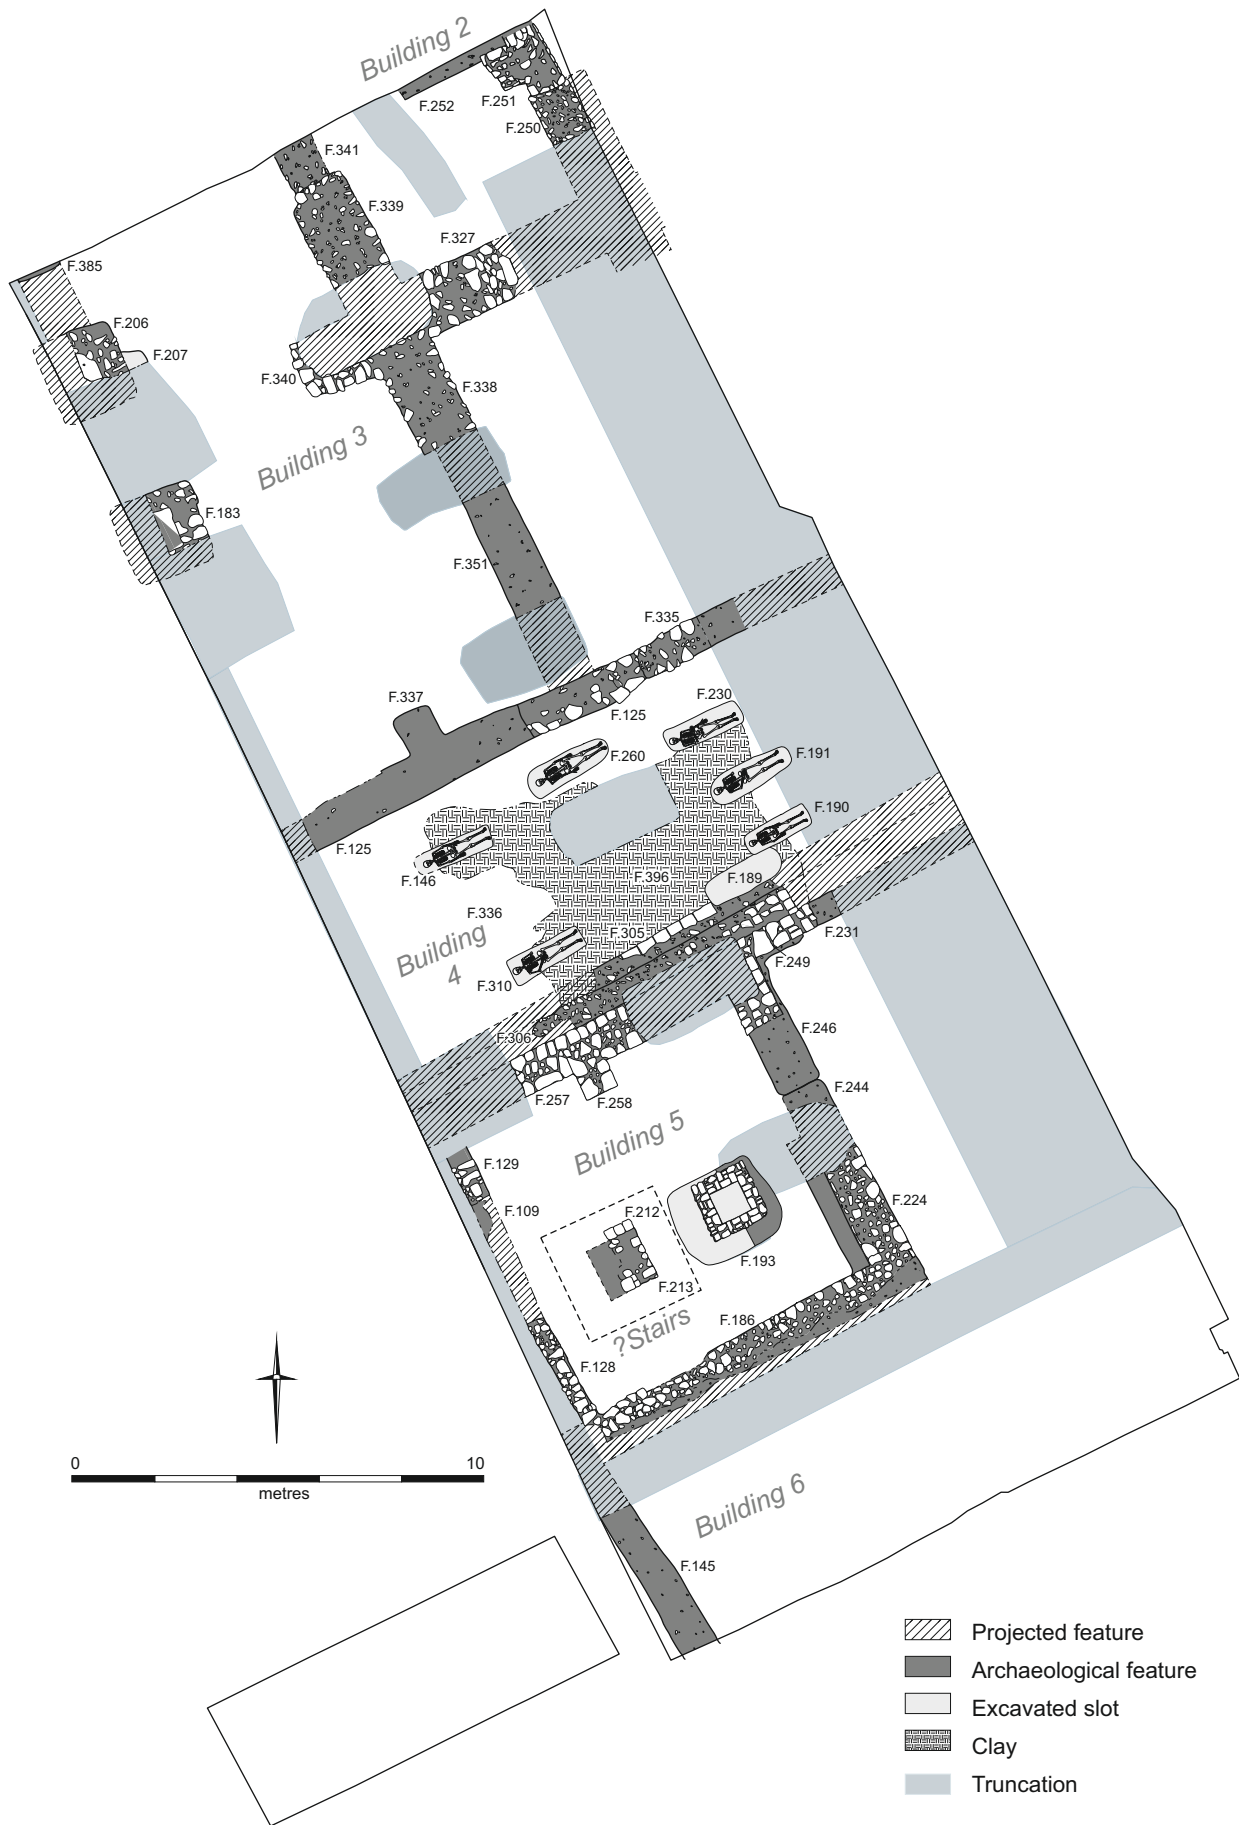 Building 2
F.252
F.251
F.250
F.341
F.339
F.327
F.385
F.206
F.207
F.340
F.338
Building 3
F.183
F.351
F.335
F.337
F.125
F.230
F.260
F.191
F.190
F.125
F.146
F.396
F.189
F.336
F.305
F.231
Building
4
F.249
F.310
F.306
F.246
F.257
F.258
F.244
Building 5
F.129
F.109
F.224
F.212
F.193
F.213
?Stairs
F.186
F.128
0
10
metres
Building 6
F.145
Projected feature
Archaeological feature
Excavated slot
Clay
Truncation